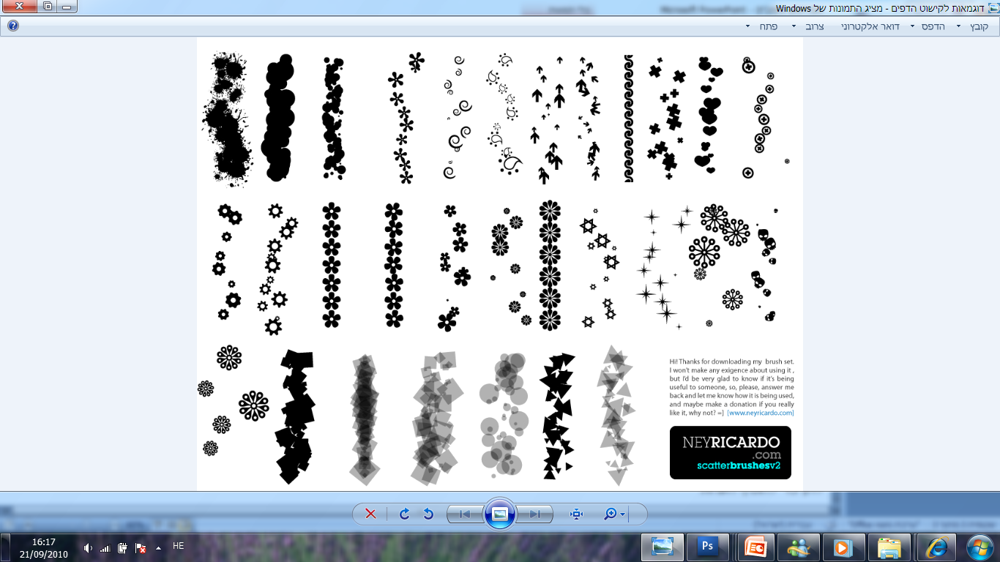 דוגמאות לקישוט הדפים - מציג התמונות של Windows
קובץ הדפס דואר אלקטרוני צרוב פתח
Hi! Thanks for downloading my brush set.
I won't make any exigence about using it ,
but I'd be very glad to know if it's being
useful to someone, so, please, answer me
back and let me know how it is being used,
and maybe make a donation if you really
like it, why not? =] [www.neyricardo.com]
NEYRICARDO
.com
scatterbrushesv2
HE
16:17
21/09/2010
Ps